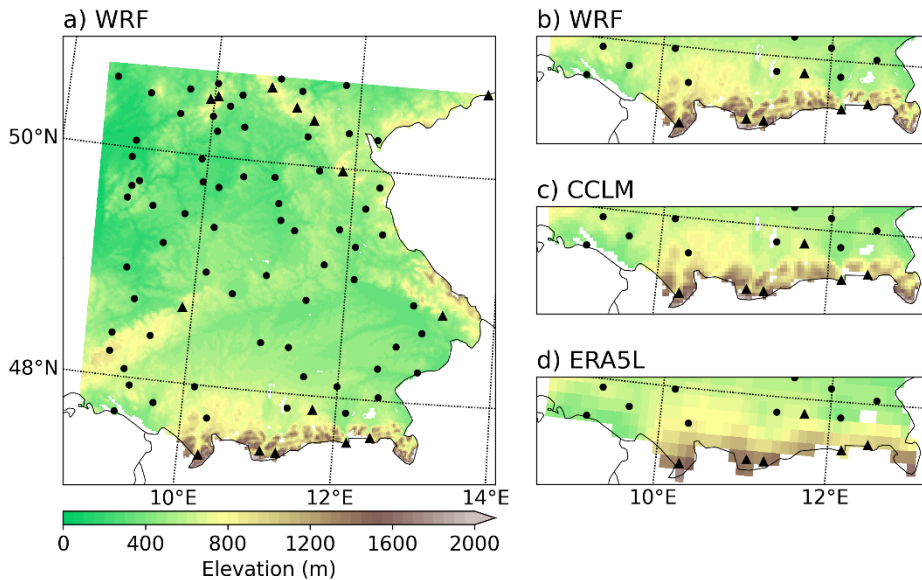 a) WRF
b) WRF
c) CCLM
d) ERA5L
50°N
48°N
10°E 12°E 14°E
10°E 12°E
0 400 800 1200 1600 2000
Elevation (m)